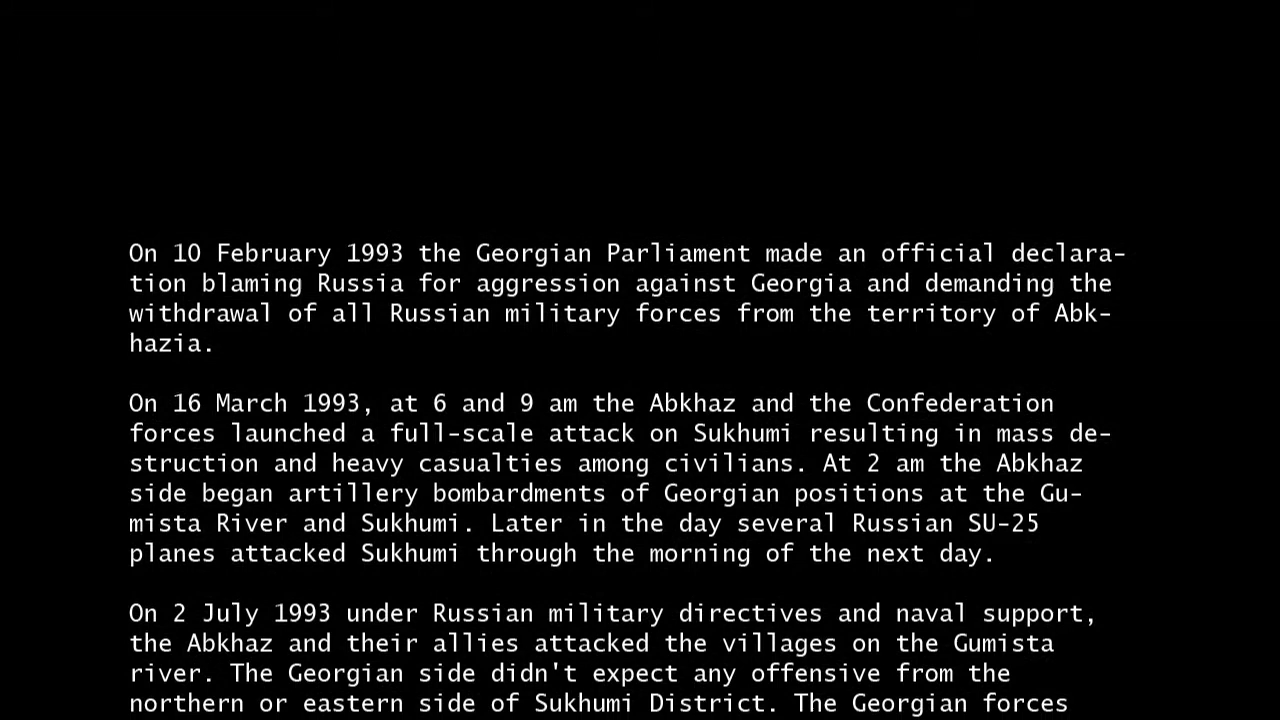 On 10 February 1993 the Georgian Parliament made an official declara-
tion blaming Russia for aggression against Georgia and demanding the
withdrawal of all Russian military forces from the territory of Abk-
hazia.
On 16 March 1993, at 6 and 9 am the Abkhaz and the Confederation
forces launched a full-scale attack on Sukhumi resulting in mass de-
struction and heavy casualties among civilians. At 2 am the Abkhaz
side began artillery bombardments of Georgian positions at the Gu-
mista River and Sukhumi. Later in the day several Russian SU-25
planes attacked Sukhumi through the morning of the next day.
On 2 July 1993 under Russian military directives and naval support,
the Abkhaz and their allies attacked the villages on the Gumista
river. The Georgian side didn't expect any offensive from the
northern or eastern side of Sukhumi District. The Georgian forces